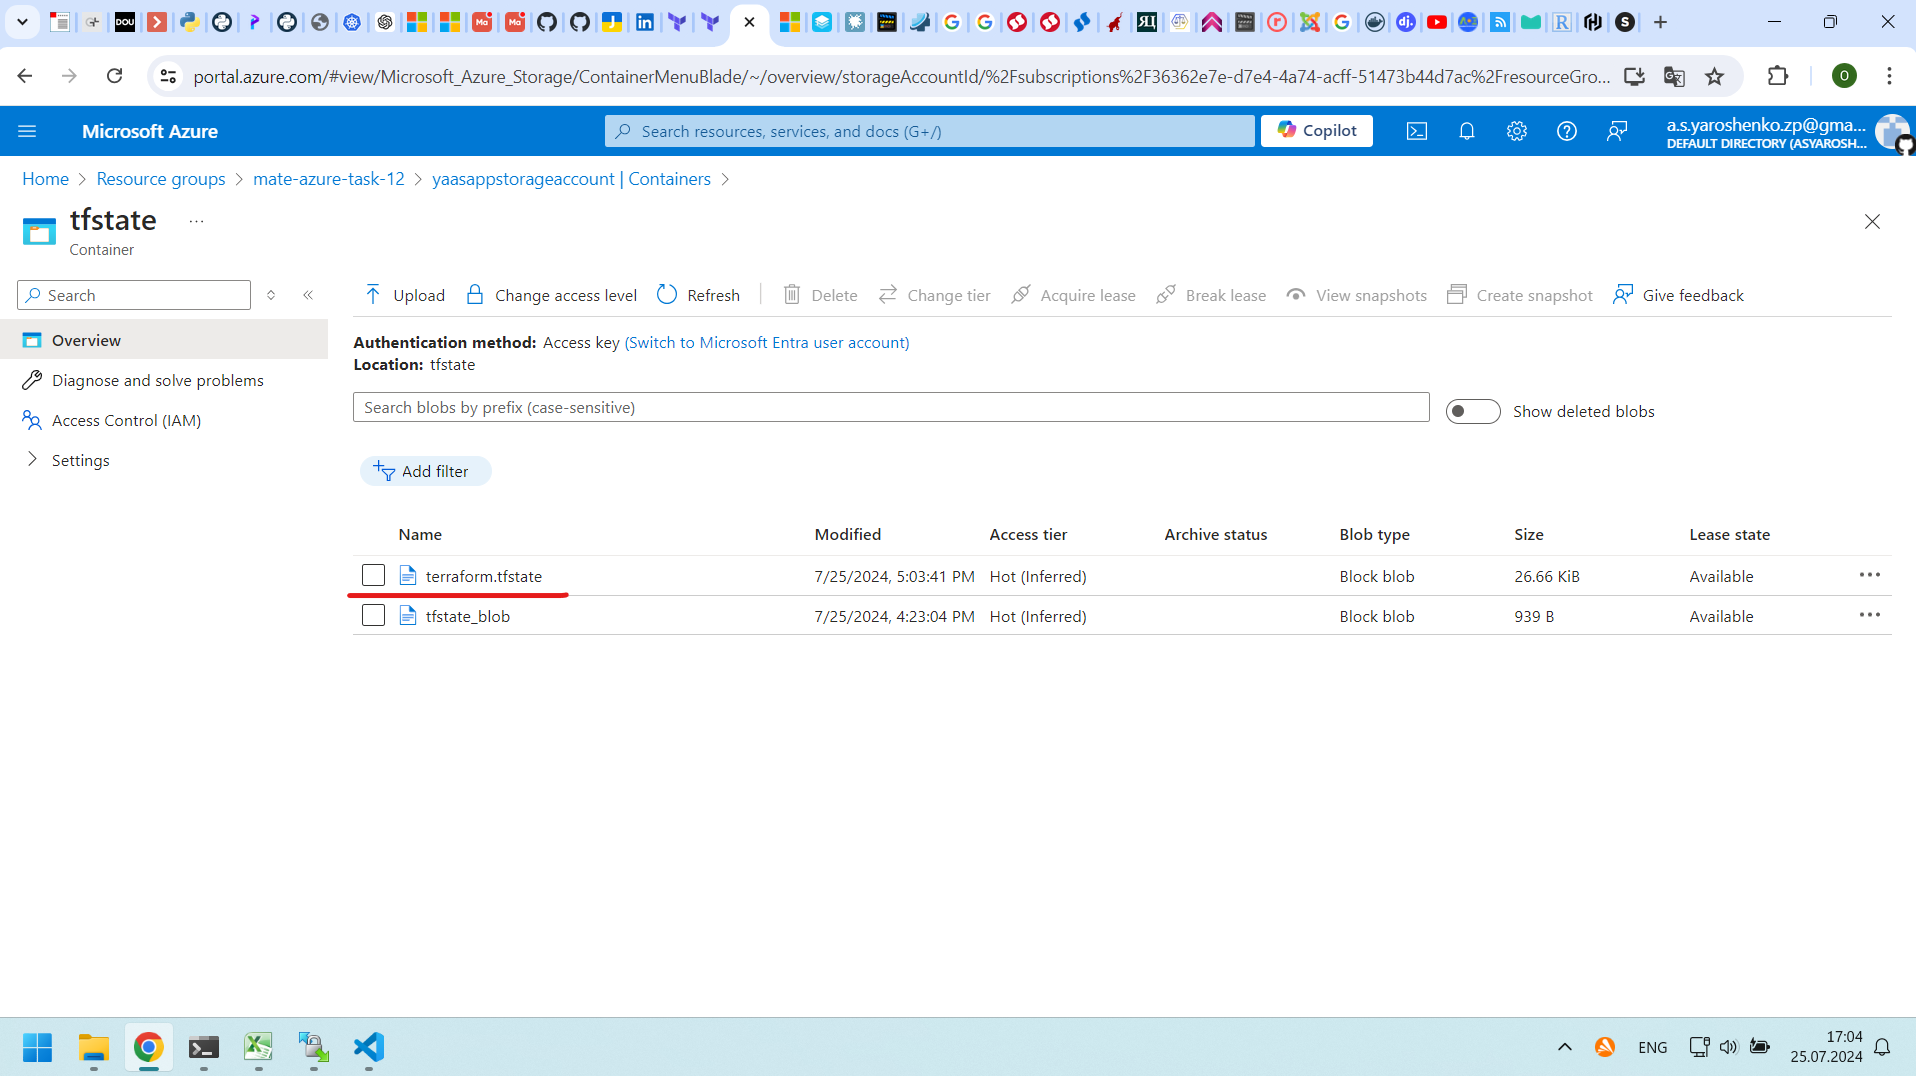 DOU
Ma
Ma
ЯЦ
dj
R
S
portal.azure.com/#view/Microsoft_Azure_Storage/ContainerMenuBlade/~/overview/storageAccountId/%2Fsubscriptions%2F36362e7e-d7e4-4a74-acff-51473b44d7ac%2FresourceGro...
O
Microsoft Azure
Search resources, services, and docs (G+/)
Copilot
a.s.yaroshenko.zp@gma...
DEFAULT DIRECTORY (ASYAROSH...
Home > Resource groups > mate-azure-task-12 > yaasappstorageaccount | Containers >
tfstate ...
Container
Search
Upload
Change access level
Refresh
Delete
Change tier
Acquire lease
Break lease
View snapshots
Create snapshot
Give feedback
Overview
Diagnose and solve problems
Access Control (IAM)
Settings
Authentication method: Access key (Switch to Microsoft Entra user account)
Location: tfstate
Search blobs by prefix (case-sensitive)
Show deleted blobs
Add filter
Name Modified Access tier Archive status Blob type Size Lease state
terraform.tfstate 7/25/2024, 5:03:41 PM Hot (Inferred) Block blob 26.66 KiB Available
tfstate_blob 7/25/2024, 4:23:04 PM Hot (Inferred) Block blob 939 B Available
ENG
17:04
25.07.2024